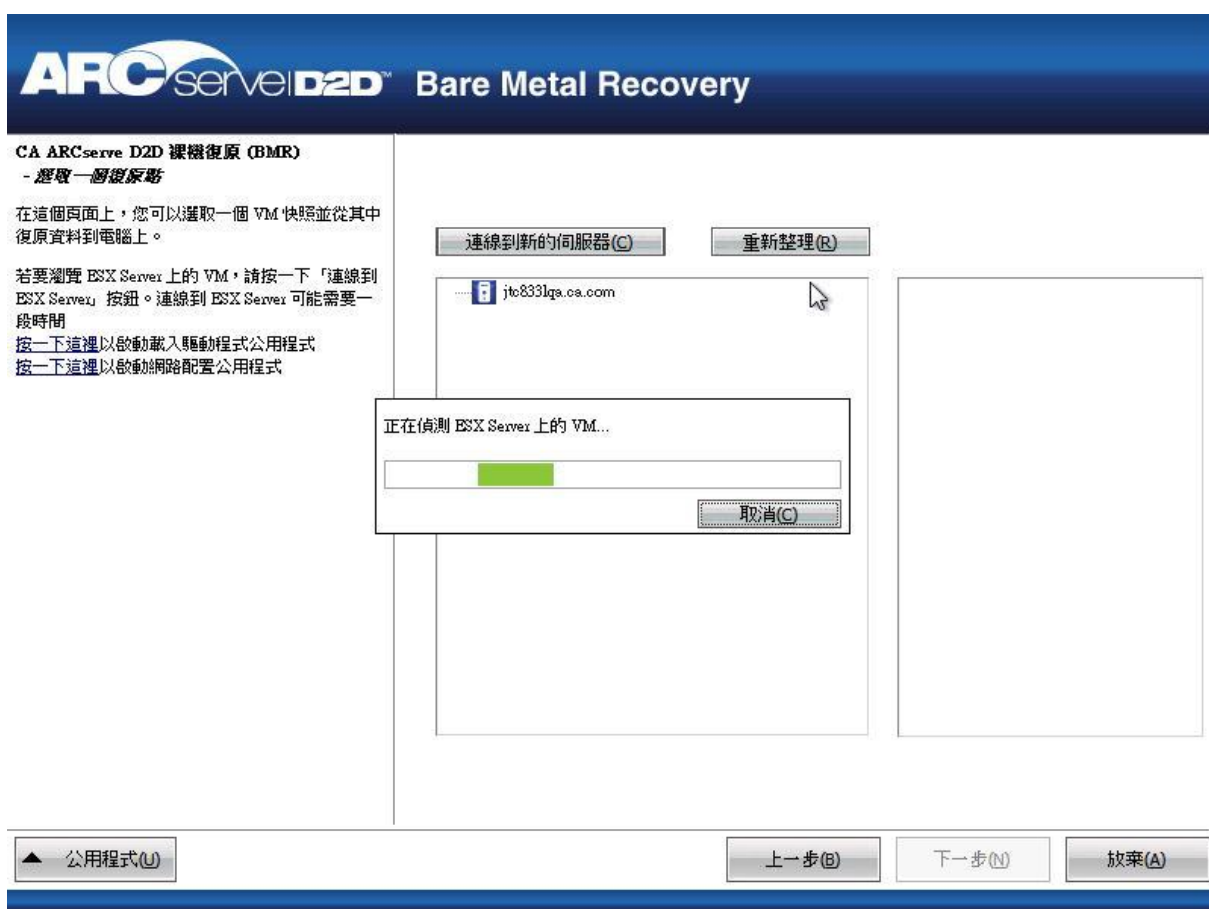 ARCserve D2D™ Bare Metal Recovery
CA ARCserve D2D 裸機復原 (BMR)
- 選取一個復原點
在這個頁面上，您可以選取一個 VM 快照並從其中
復原資料到電腦上。
若要瀏覽 ESX Server 上的 VM，請按一下「連線到
ESX Server」按鈕。連線到 ESX Server 可能需要一
段時間
按一下這裡以啟動載入驅動程式公用程式
按一下這裡以啟動網路配置公用程式
連線到新的伺服器(C)
重新整理(R)
jtc833lqa.ca.com
正在偵測 ESX Server 上的 VM...
取消(C)
公用程式(U)
上一步(B)
下一步(N)
放棄(A)